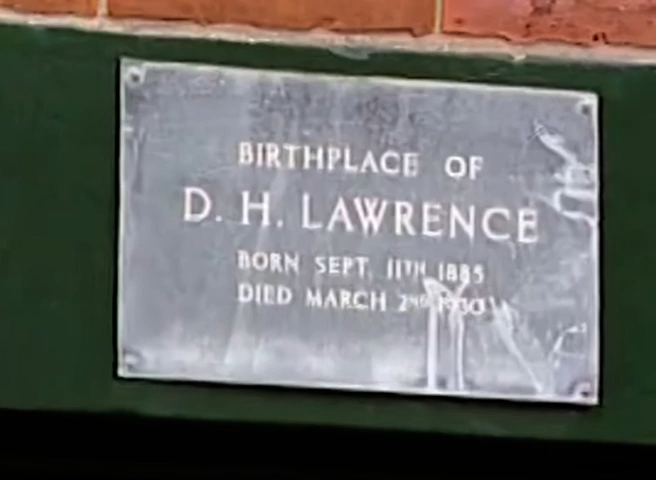 BIRTHPLACE OF
D. H. LAWRENCE
BORN SEPT. 11TH 1885
DIED MARCH 2ND 1930